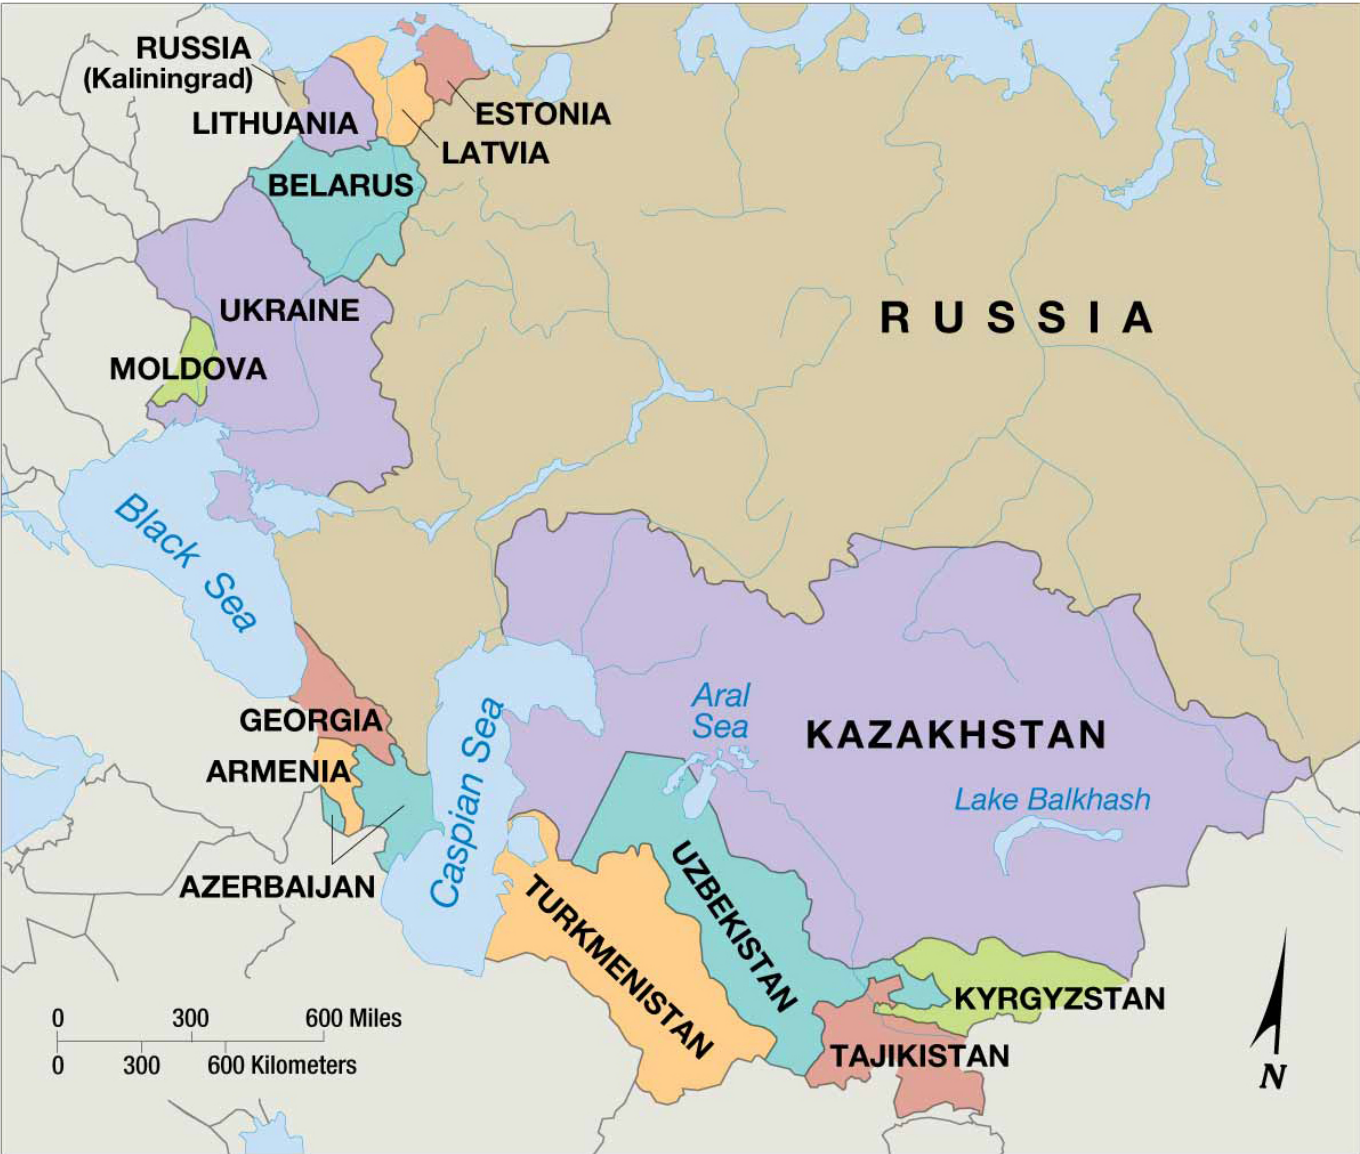 RUSSIA
(Kaliningrad)
LITHUANIA
ESTONIA
LATVIA
BELARUS
UKRAINE
RUSSIA
MOLDOVA
Black Sea
GEORGIA
ARMENIA
AZERBAIJAN
Caspian Sea
Aral
Sea
KAZAKHSTAN
Lake Balkhash
UZBEKISTAN
TURKMENISTAN
KYRGYZSTAN
TAJIKISTAN
0 300 600 Miles
0 300 600 Kilometers
N